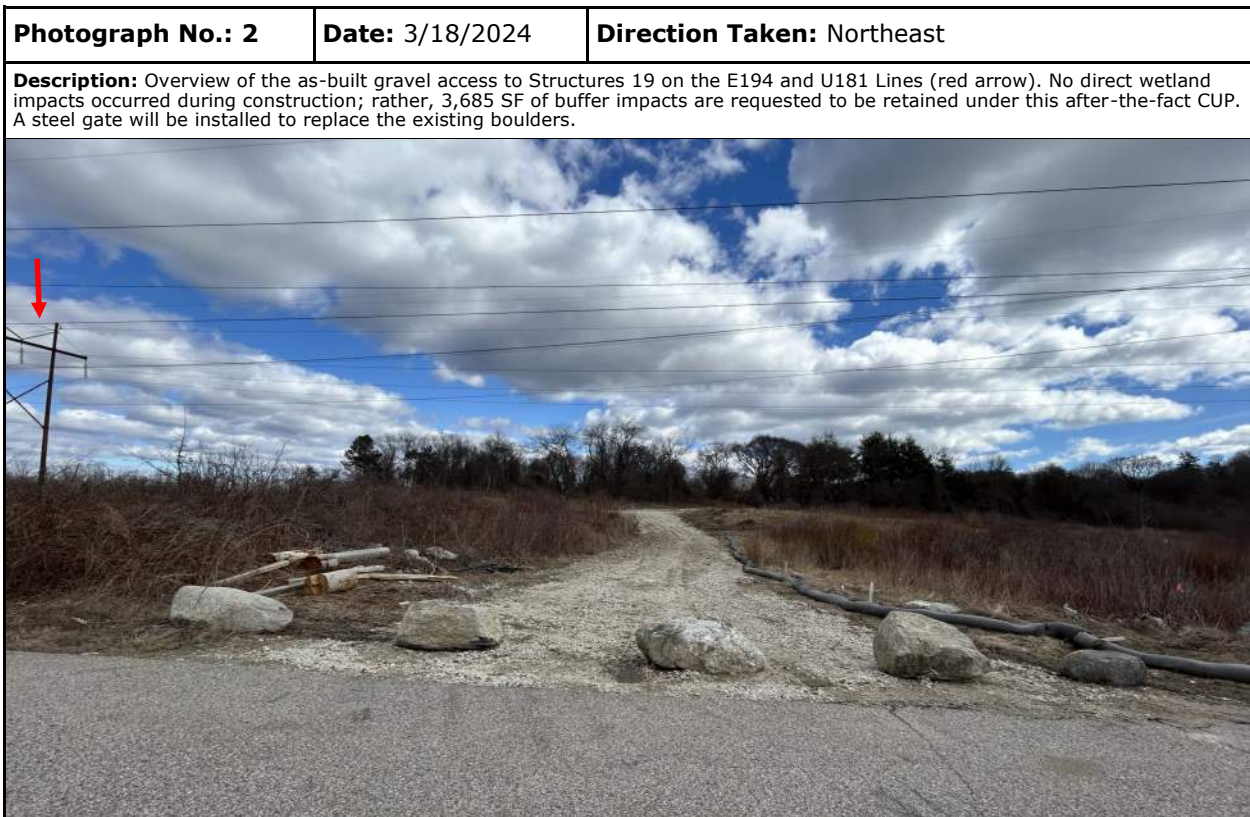 Photograph No.: 2 Date: 3/18/2024 Direction Taken: Northeast
Description: Overview of the as-built gravel access to Structures 19 on the E194 and U181 Lines (red arrow). No direct wetland
impacts occurred during construction; rather, 3,685 SF of buffer impacts are requested to be retained under this after-the-fact CUP.
A steel gate will be installed to replace the existing boulders.